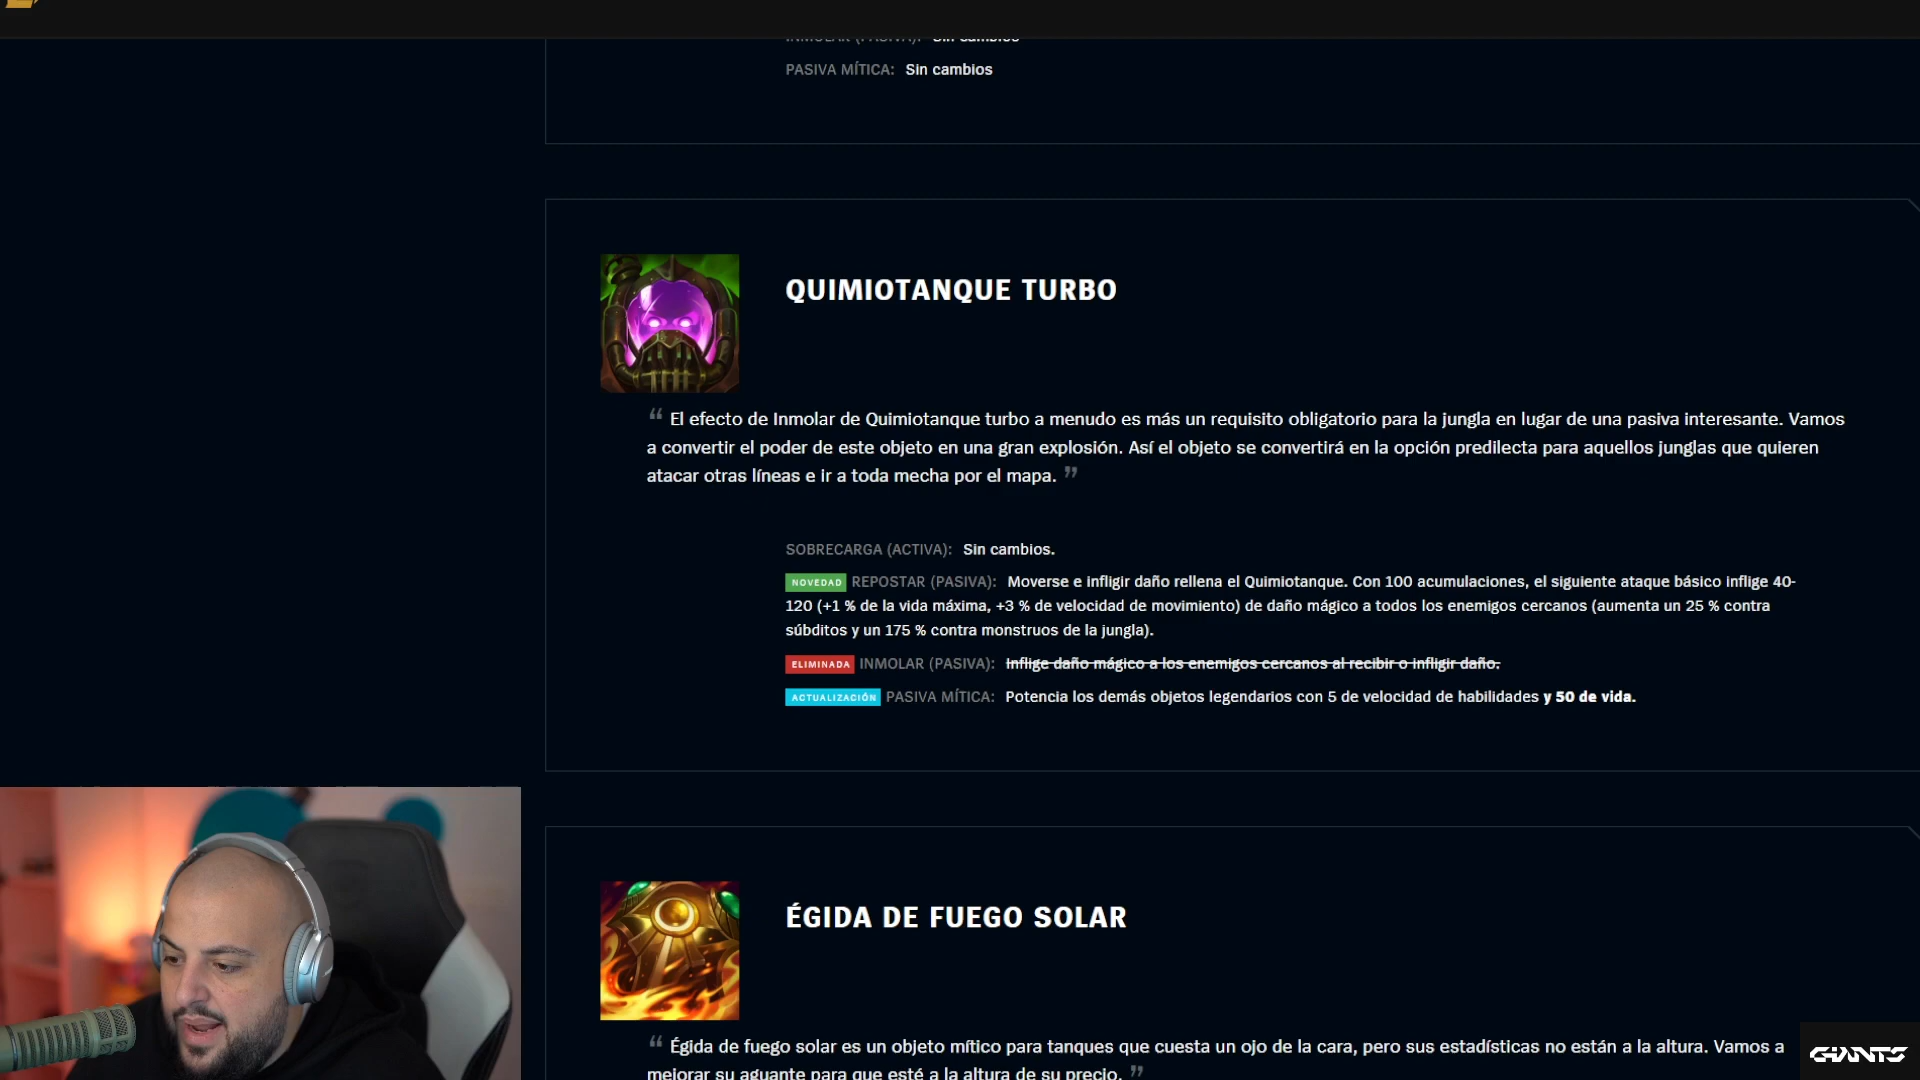 INMOLAR (PASIVA): Sin cambios
PASIVA MÍTICA: Sin cambios
QUIMIOTANQUE TURBO
“ El efecto de Inmolar de Quimiotanque turbo a menudo es más un requisito obligatorio para la jungla en lugar de una pasiva interesante. Vamos
a convertir el poder de este objeto en una gran explosión. Así el objeto se convertirá en la opción predilecta para aquellos junglas que quieren
atacar otras líneas e ir a toda mecha por el mapa. ”
SOBRECARGA (ACTIVA): Sin cambios.
NOVEDAD REPOSTAR (PASIVA): Moverse e infligir daño rellena el Quimiotanque. Con 100 acumulaciones, el siguiente ataque básico inflige 40-
120 (+1 % de la vida máxima, +3 % de velocidad de movimiento) de daño mágico a todos los enemigos cercanos (aumenta un 25 % contra
súbditos y un 175 % contra monstruos de la jungla).
ELIMINADA INMOLAR (PASIVA): Inflige daño mágico a los enemigos cercanos al recibir o infligir daño.
ACTUALIZACIÓN PASIVA MÍTICA: Potencia los demás objetos legendarios con 5 de velocidad de habilidades y 50 de vida.
ÉGIDA DE FUEGO SOLAR
“ Égida de fuego solar es un objeto mítico para tanques que cuesta un ojo de la cara, pero sus estadísticas no están a la altura. Vamos a
mejorar su aguante para que esté a la altura de su precio. ”
GIANTS